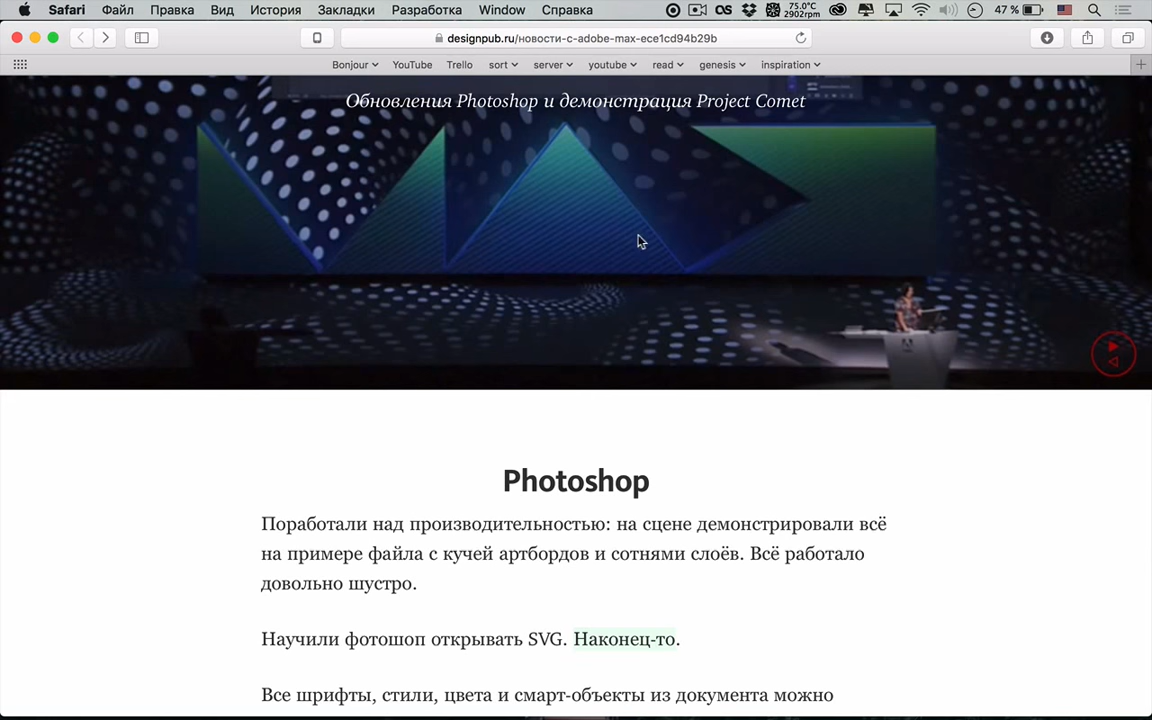 Safari Файл Правка Вид История Закладки Разработка Window Справка
75.0°C
2902rpm
47 %
designpub.ru/новости-с-adobe-max-ece1cd94b29b
Bonjour YouTube Trello sort server youtube read genesis inspiration
Обновления Photoshop и демонстрация Project Comet
Photoshop
Поработали над производительностью: на сцене демонстрировали всё
на примере файла с кучей артбордов и сотнями слоёв. Всё работало
довольно шустро.
Научили фотошоп открывать SVG. Наконец-то.
Все шрифты, стили, цвета и смарт-объекты из документа можно